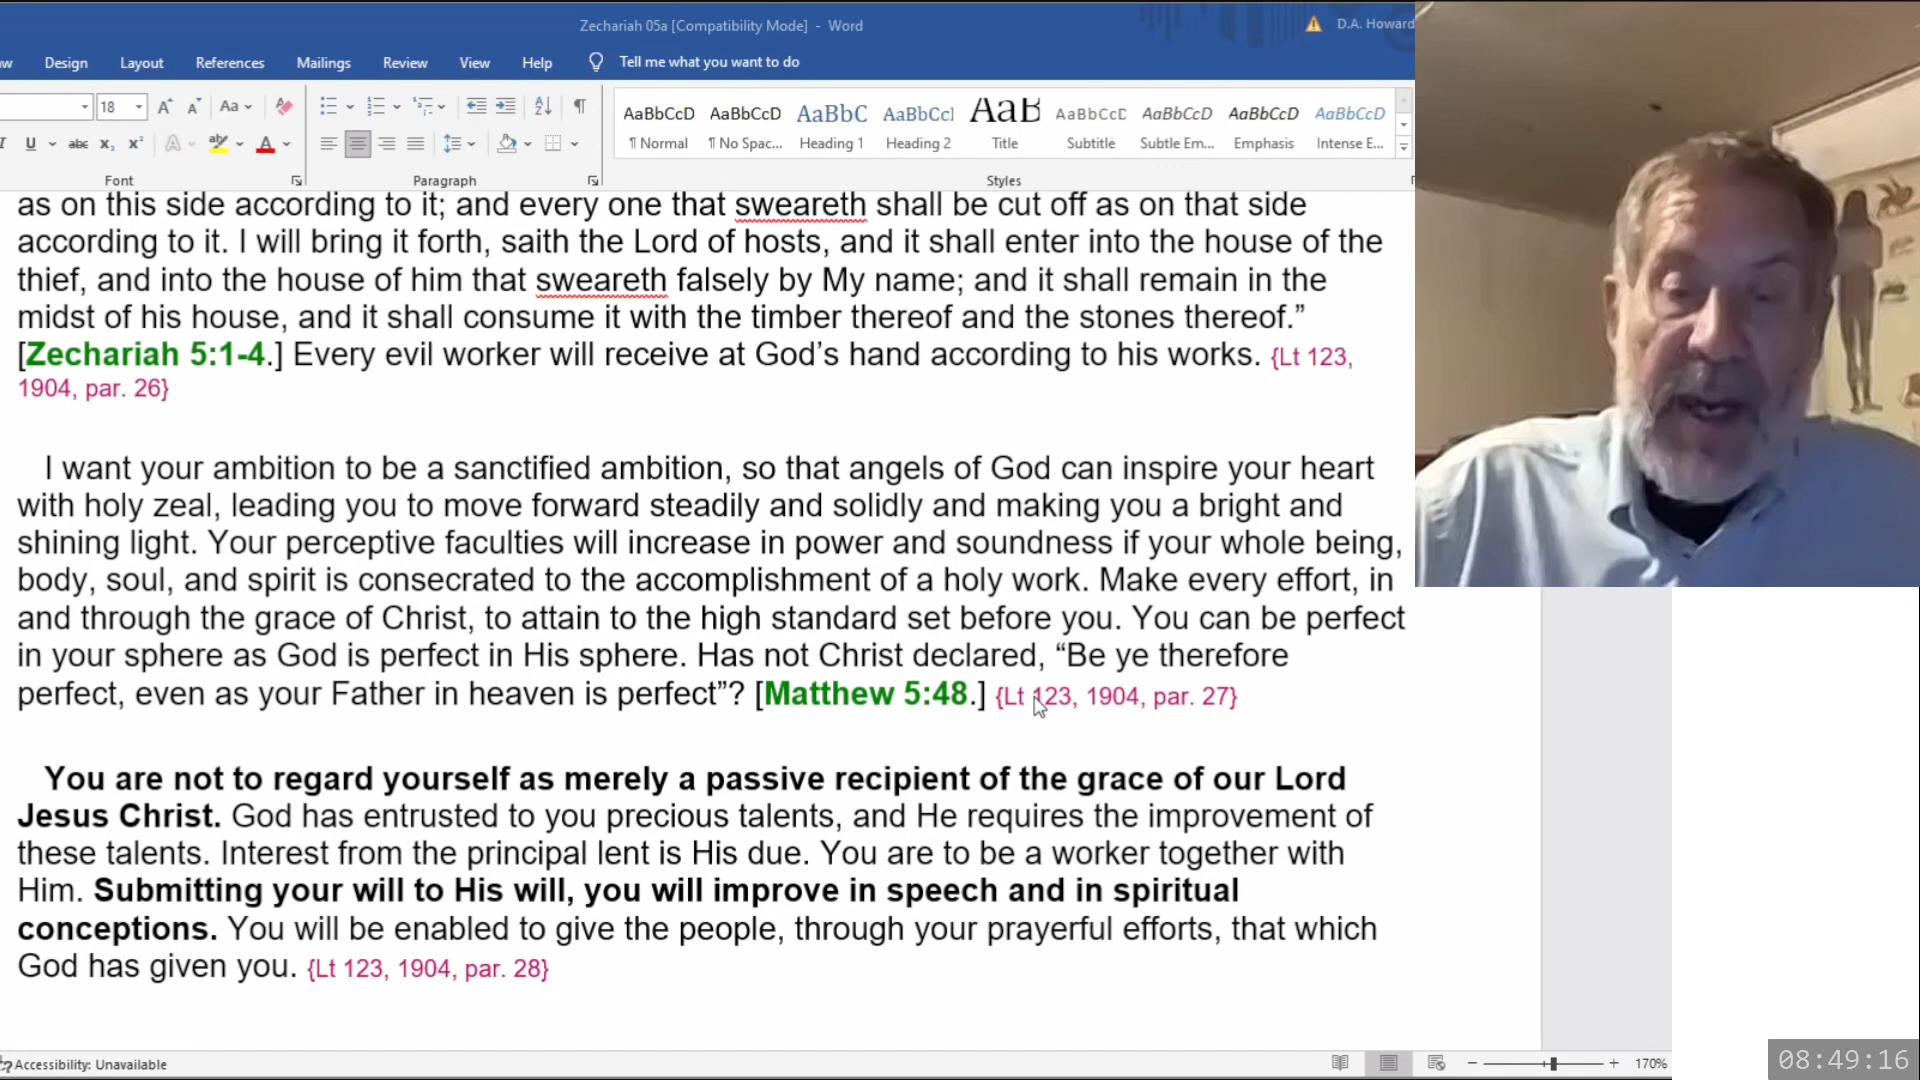 Zechariah 05a [Compatibility Mode] - Word
D.A. Howard
Design Layout References Mailings Review View Help Tell me what you want to do
18 Aa
AaBbCcD AaBbCcD AaBbC AaBbCcl AaB AaBbCcD AaBbCcD AaBbCcD AaBbCcD
¶ Normal ¶ No Spac... Heading 1 Heading 2 Title Subtitle Subtle Em... Emphasis Intense E...
Font Paragraph Styles
as on this side according to it; and every one that sweareth shall be cut off as on that side
according to it. I will bring it forth, saith the Lord of hosts, and it shall enter into the house of the
thief, and into the house of him that sweareth falsely by My name; and it shall remain in the
midst of his house, and it shall consume it with the timber thereof and the stones thereof.”
[Zechariah 5:1-4.] Every evil worker will receive at God’s hand according to his works. {Lt 123,
1904, par. 26}
I want your ambition to be a sanctified ambition, so that angels of God can inspire your heart
with holy zeal, leading you to move forward steadily and solidly and making you a bright and
shining light. Your perceptive faculties will increase in power and soundness if your whole being,
body, soul, and spirit is consecrated to the accomplishment of a holy work. Make every effort, in
and through the grace of Christ, to attain to the high standard set before you. You can be perfect
in your sphere as God is perfect in His sphere. Has not Christ declared, “Be ye therefore
perfect, even as your Father in heaven is perfect”? [Matthew 5:48.] {Lt 123, 1904, par. 27}
You are not to regard yourself as merely a passive recipient of the grace of our Lord
Jesus Christ. God has entrusted to you precious talents, and He requires the improvement of
these talents. Interest from the principal lent is His due. You are to be a worker together with
Him. Submitting your will to His will, you will improve in speech and in spiritual
conceptions. You will be enabled to give the people, through your prayerful efforts, that which
God has given you. {Lt 123, 1904, par. 28}
Accessibility: Unavailable
170%
08:49:16